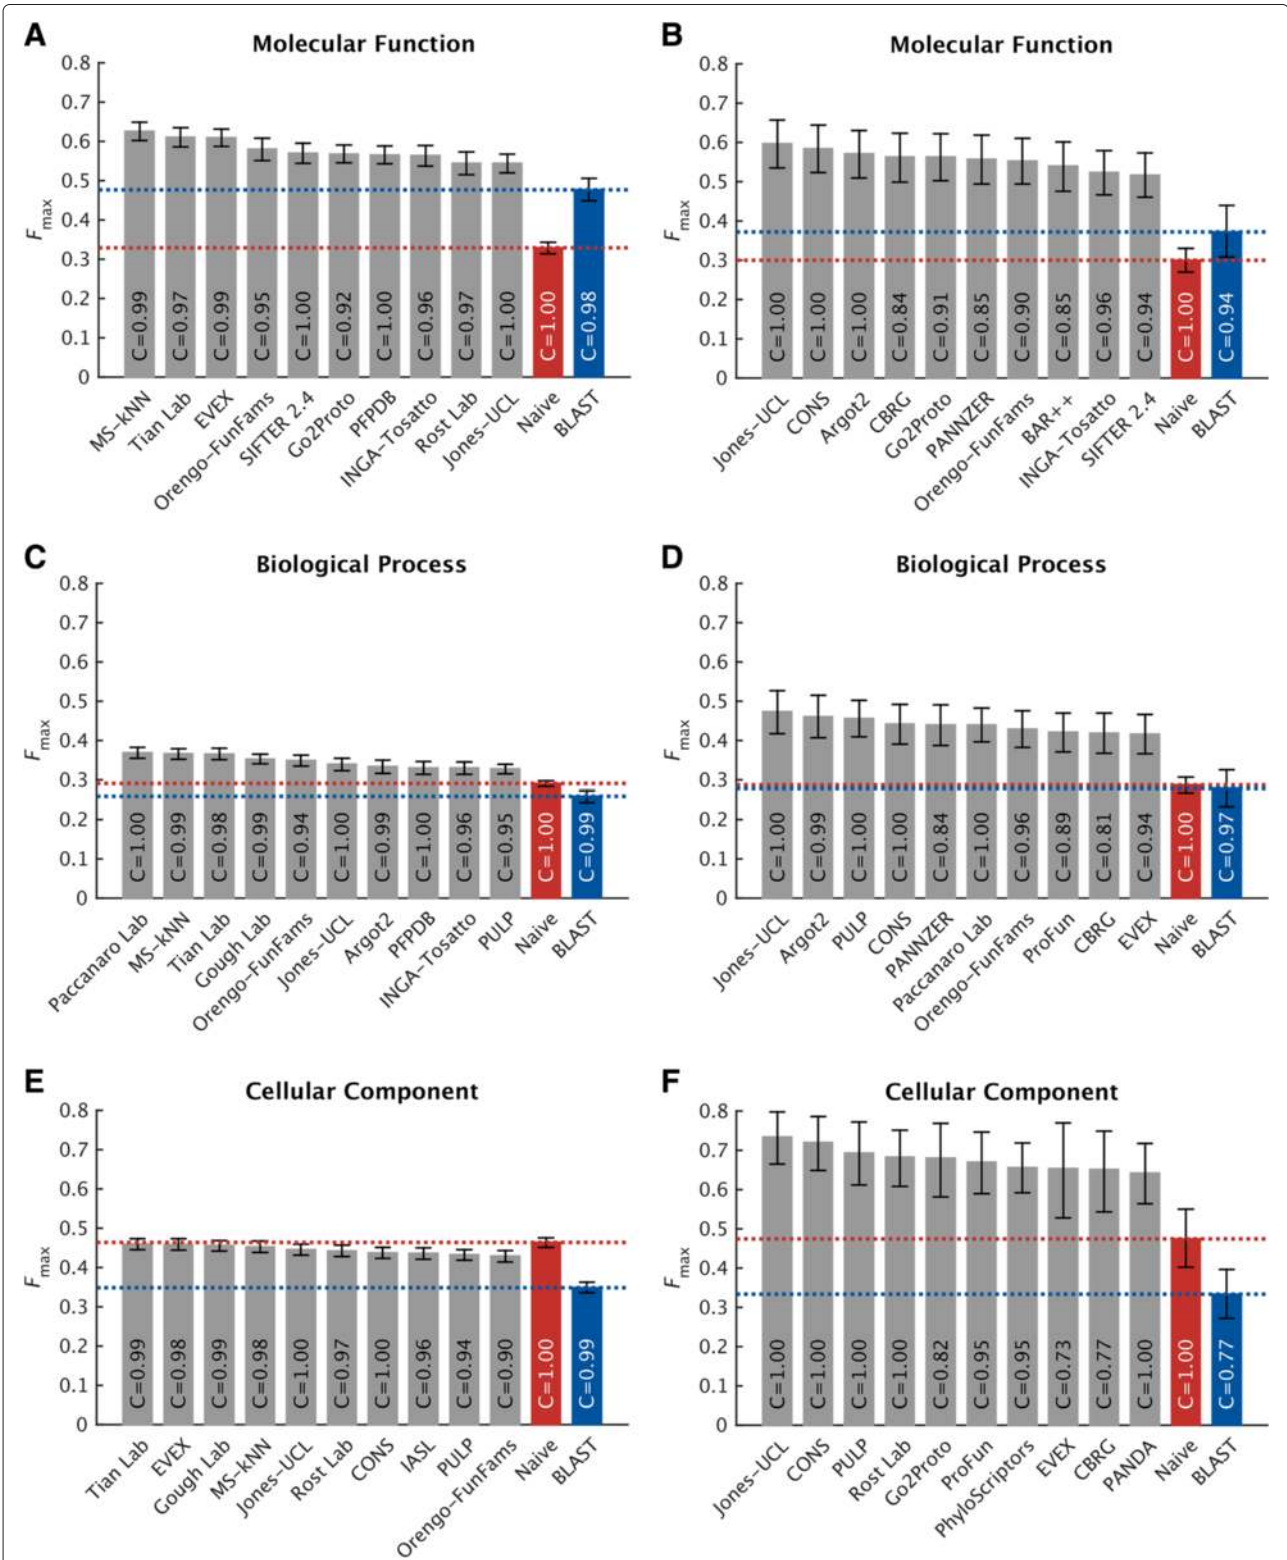 A
Molecular Function
0.8
0.7
0.6
0.5
0.4
0.3
0.2
0.1
0
Fmax
C=0.99
C=0.97
C=0.99
C=0.95
C=1.00
C=0.92
C=1.00
C=0.96
C=0.97
C=1.00
C=1.00
C=0.98
MS-kNN
Tian Lab
EVEX
Orengo-FunFams
SIFTER 2.4
Go2Proto
PFPDB
INGA-Tosatto
Rost Lab
Jones-UCL
Naive
BLAST
B
Molecular Function
0.8
0.7
0.6
0.5
0.4
0.3
0.2
0.1
0
Fmax
C=1.00
C=1.00
C=1.00
C=0.84
C=0.91
C=0.85
C=0.90
C=0.85
C=0.96
C=0.94
C=1.00
C=0.94
Jones-UCL
CONS
Argot2
CBRG
Go2Proto
PANNZER
Orengo-FunFams
BAR++
INGA-Tosatto
SIFTER 2.4
Naive
BLAST
C
Biological Process
0.8
0.7
0.6
0.5
0.4
0.3
0.2
0.1
0
Fmax
C=1.00
C=0.99
C=0.98
C=0.99
C=0.94
C=1.00
C=0.99
C=1.00
C=0.96
C=0.95
C=1.00
C=0.99
Paccanaro Lab
MS-kNN
Tian Lab
Gough Lab
Orengo-FunFams
Jones-UCL
Argot2
PFPDB
INGA-Tosatto
PULP
Naive
BLAST
D
Biological Process
0.8
0.7
0.6
0.5
0.4
0.3
0.2
0.1
0
Fmax
C=1.00
C=0.99
C=1.00
C=1.00
C=0.84
C=1.00
C=0.96
C=0.89
C=0.81
C=0.94
C=1.00
C=0.97
Jones-UCL
Argot2
PULP
CONS
PANNZER
Paccanaro Lab
Orengo-FunFams
ProFun
CBRG
EVEX
Naive
BLAST
E
Cellular Component
0.8
0.7
0.6
0.5
0.4
0.3
0.2
0.1
0
Fmax
C=0.99
C=0.98
C=0.99
C=0.98
C=1.00
C=0.97
C=1.00
C=0.96
C=0.94
C=0.90
C=1.00
C=0.99
Tian Lab
EVEX
Gough Lab
MS-kNN
Jones-UCL
Rost Lab
CONS
IASL
PULP
Orengo-FunFams
Naive
BLAST
F
Cellular Component
0.8
0.7
0.6
0.5
0.4
0.3
0.2
0.1
0
Fmax
C=1.00
C=1.00
C=1.00
C=1.00
C=0.82
C=0.95
C=0.95
C=0.73
C=0.77
C=1.00
C=1.00
C=0.77
Jones-UCL
CONS
PULP
Rost Lab
Go2Proto
ProFun
PhyloScriptors
EVEX
CBRG
PANDA
Naive
BLAST